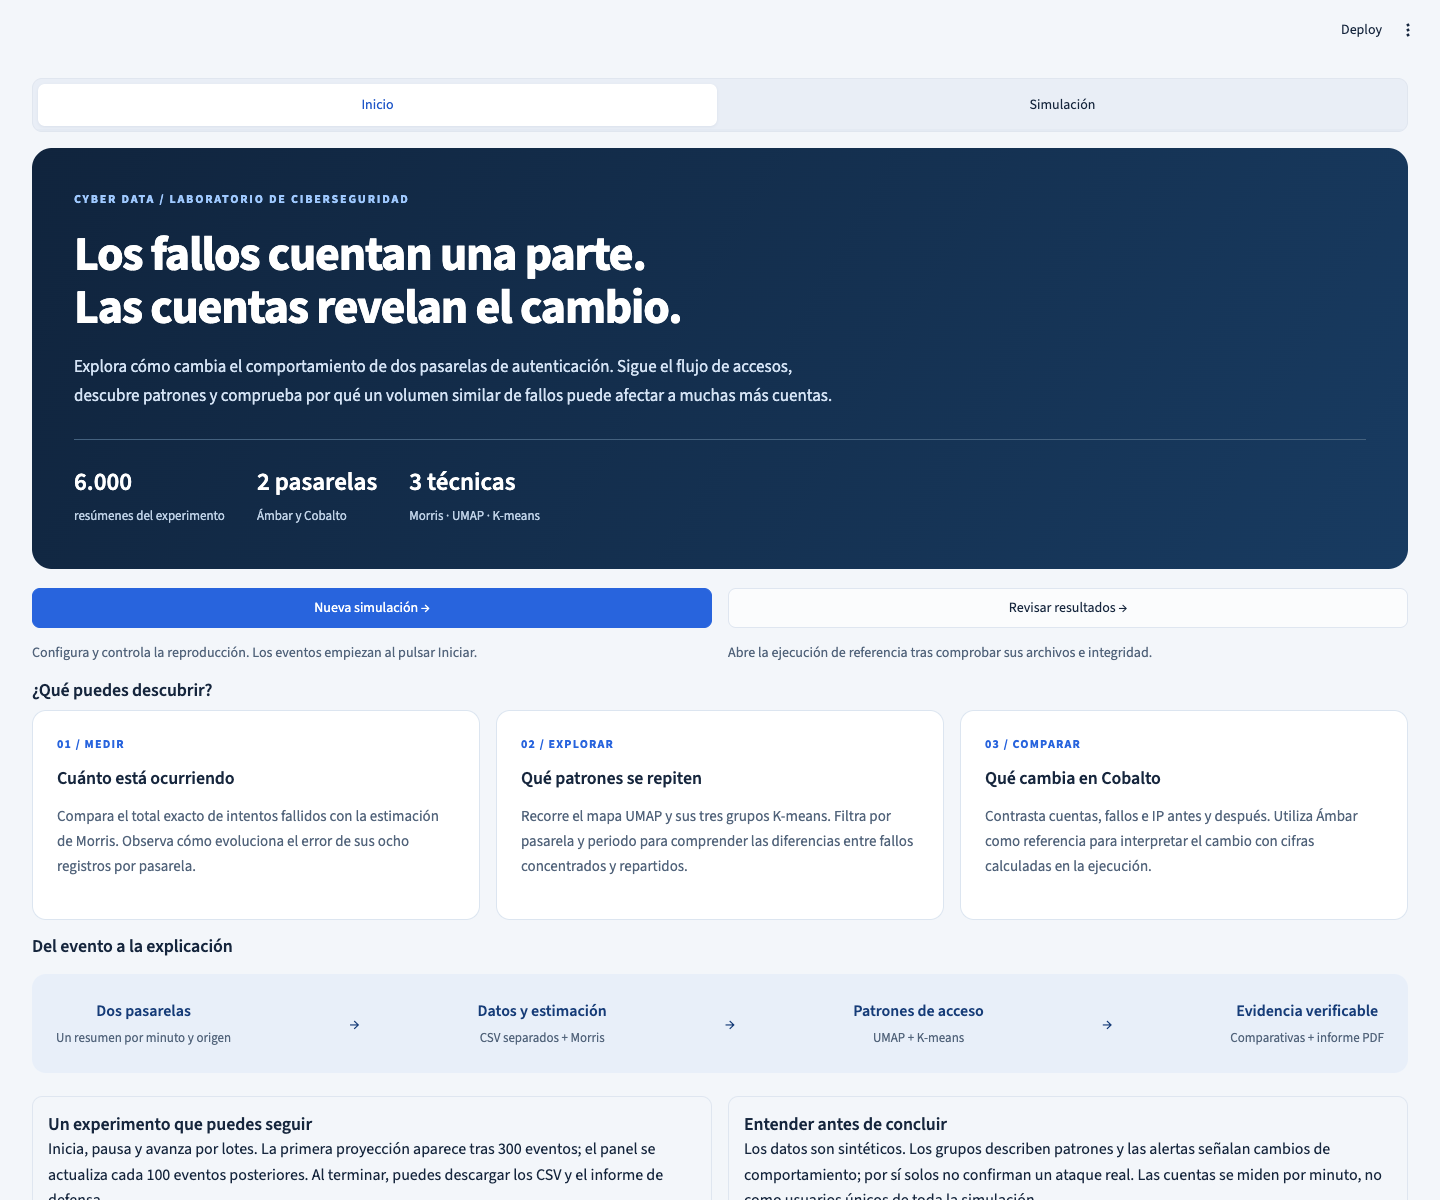 Deploy
Inicio
Simulación
CYBER DATA / LABORATORIO DE CIBERSEGURIDAD
Los fallos cuentan una parte.
Las cuentas revelan el cambio.
Explora cómo cambia el comportamiento de dos pasarelas de autenticación. Sigue el flujo de accesos,
descubre patrones y comprueba por qué un volumen similar de fallos puede afectar a muchas más cuentas.
6.000
resúmenes del experimento
2 pasarelas
Ámbar y Cobalto
3 técnicas
Morris · UMAP · K-means
Nueva simulación →
Revisar resultados →
Configura y controla la reproducción. Los eventos empiezan al pulsar Iniciar.
Abre la ejecución de referencia tras comprobar sus archivos e integridad.
¿Qué puedes descubrir?
01 / MEDIR
Cuánto está ocurriendo
Compara el total exacto de intentos fallidos con la estimación
de Morris. Observa cómo evoluciona el error de sus ocho
registros por pasarela.
02 / EXPLORAR
Qué patrones se repiten
Recorre el mapa UMAP y sus tres grupos K-means. Filtra por
pasarela y periodo para comprender las diferencias entre fallos
concentrados y repartidos.
03 / COMPARAR
Qué cambia en Cobalto
Contrasta cuentas, fallos e IP antes y después. Utiliza Ámbar
como referencia para interpretar el cambio con cifras
calculadas en la ejecución.
Del evento a la explicación
Dos pasarelas
Un resumen por minuto y origen
→
Datos y estimación
CSV separados + Morris
→
Patrones de acceso
UMAP + K-means
→
Evidencia verificable
Comparativas + informe PDF
Un experimento que puedes seguir
Inicia, pausa y avanza por lotes. La primera proyección aparece tras 300 eventos; el panel se
actualiza cada 100 eventos posteriores. Al terminar, puedes descargar los CSV y el informe de
defensa.
Entender antes de concluir
Los datos son sintéticos. Los grupos describen patrones y las alertas señalan cambios de
comportamiento; por sí solos no confirman un ataque real. Las cuentas se miden por minuto, no
como usuarios únicos de toda la simulación.